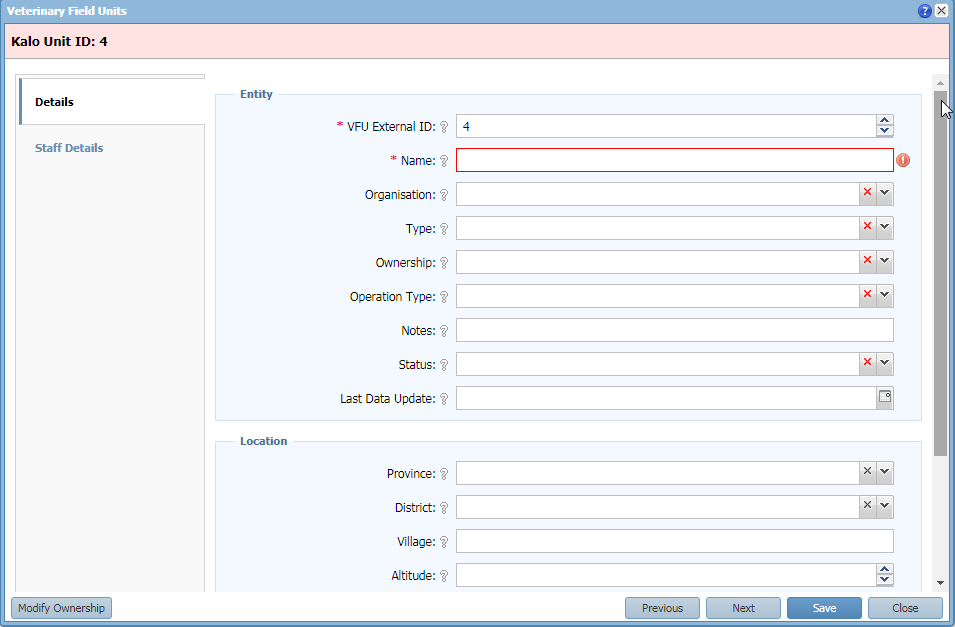 Veterinary Field Units
Kalo Unit ID: 4
Details
Staff Details
Entity
* VFU External ID: 4
* Name:
Organisation:
Type:
Ownership:
Operation Type:
Notes:
Status:
Last Data Update:
Location
Province:
District:
Village:
Altitude:
Modify Ownership Previous Next Save Close